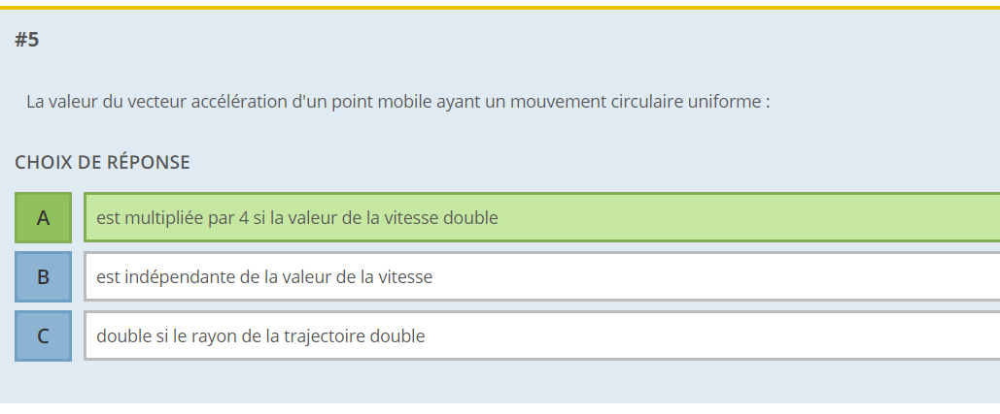 #5
La valeur du vecteur accélération d'un point mobile ayant un mouvement circulaire uniforme :
CHOIX DE RÉPONSE
A est multipliée par 4 si la valeur de la vitesse double
B est indépendante de la valeur de la vitesse
C double si le rayon de la trajectoire double